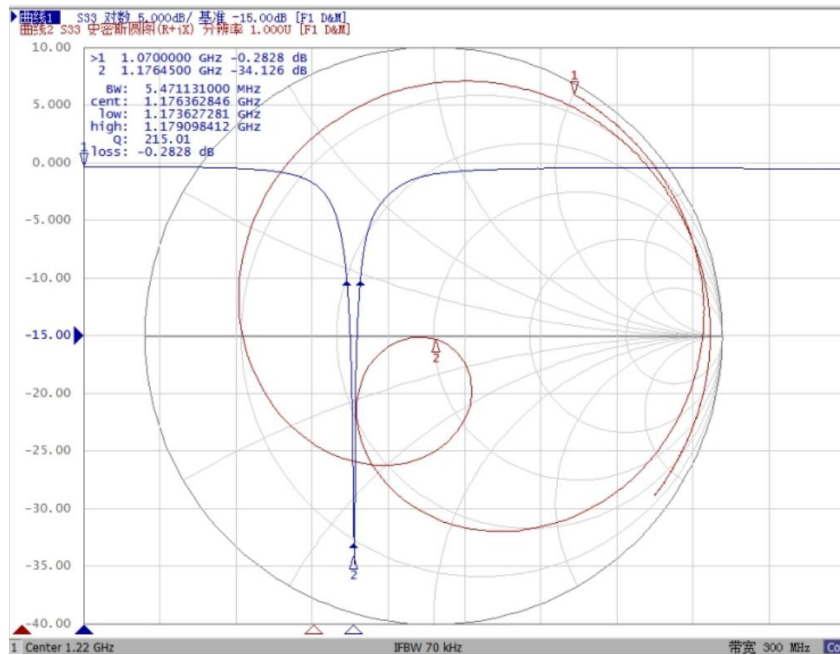 曲线1 S33 对数 5.000dB/ 基准 -15.00dB [F1 D&M]
曲线2 S33 史密斯圆图(R+jX) 分辨率 1.000U [F1 D&M]
10.00
>1 1.0700000 GHz -0.2828 dB
2 1.1764500 GHz -34.126 dB
BW: 5.471131000 MHz
cent: 1.176362846 GHz
low: 1.173627281 GHz
high: 1.179098412 GHz
Q: 215.01
loss: -0.2828 dB
1
1
5.000
0.000
-5.000
-10.00
-15.00
2
-20.00
-25.00
-30.00
-35.00
2
-40.00
1 Center 1.22 GHz IFBW 70 kHz 带宽 300 MHz